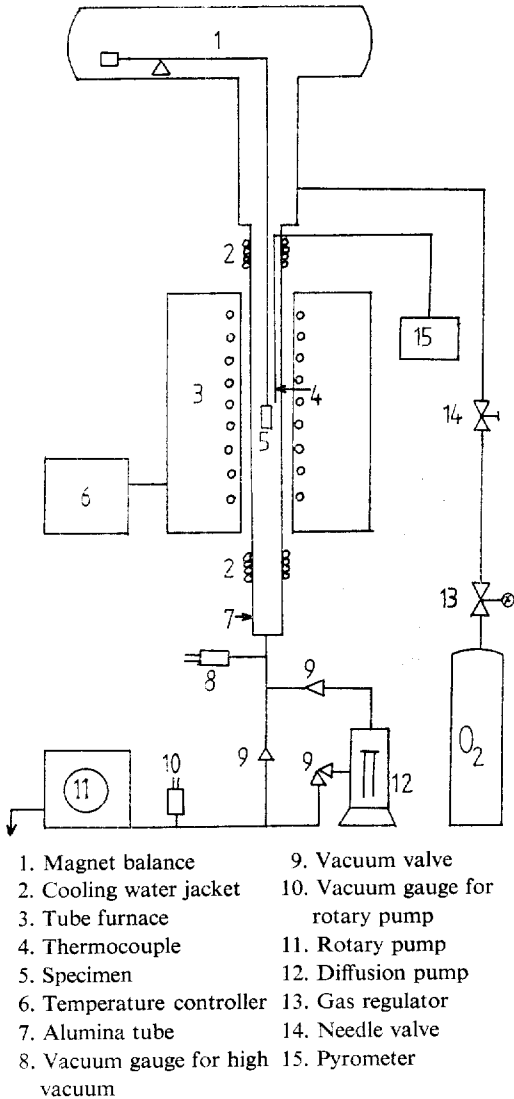 1
2
15
3
4
14
5
6
2
13
7
9
8
O2
10
9
9
11
12
1. Magnet balance
2. Cooling water jacket
3. Tube furnace
4. Thermocouple
5. Specimen
6. Temperature controller
7. Alumina tube
8. Vacuum gauge for high
vacuum
9. Vacuum valve
10. Vacuum gauge for
rotary pump
11. Rotary pump
12. Diffusion pump
13. Gas regulator
14. Needle valve
15. Pyrometer